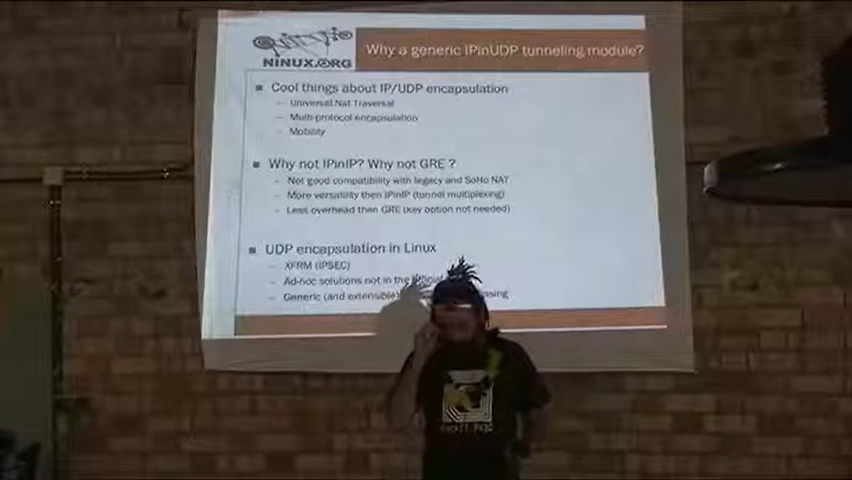 NINUX.ORG
Why a generic IPinUDP tunneling module?
Cool things about IP/UDP encapsulation
– Universal Nat Traversal
– Multi-protocol encapsulation
– Mobility
Why not IPinIP? Why not GRE ?
– Not good compatibility with legacy and SoHo NAT
– More versatility then IPinIP (tunnel multiplexing)
– Less overhead then GRE (key option not needed)
UDP encapsulation in Linux
– XFRM (IPSEC)
– Ad-hoc solutions not in the
– Generic (and extensible)